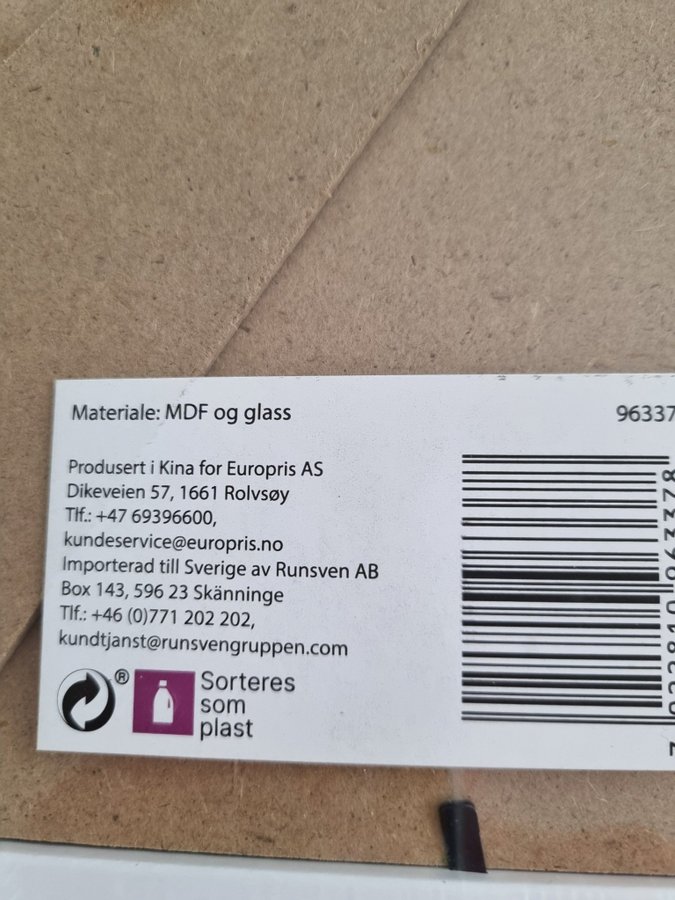 Materiale: MDF og glass
96337
Produsert i Kina for Europris AS
Dikeveien 57, 1661 Rolvsøy
Tlf.: +47 69396600,
kundeservice@europris.no
Importerad till Sverige av Runsven AB
Box 143, 596 23 Skänninge
Tlf.: +46 (0)771 202 202,
kundtjanst@runsvengruppen.com
®
Sorteres
som
plast